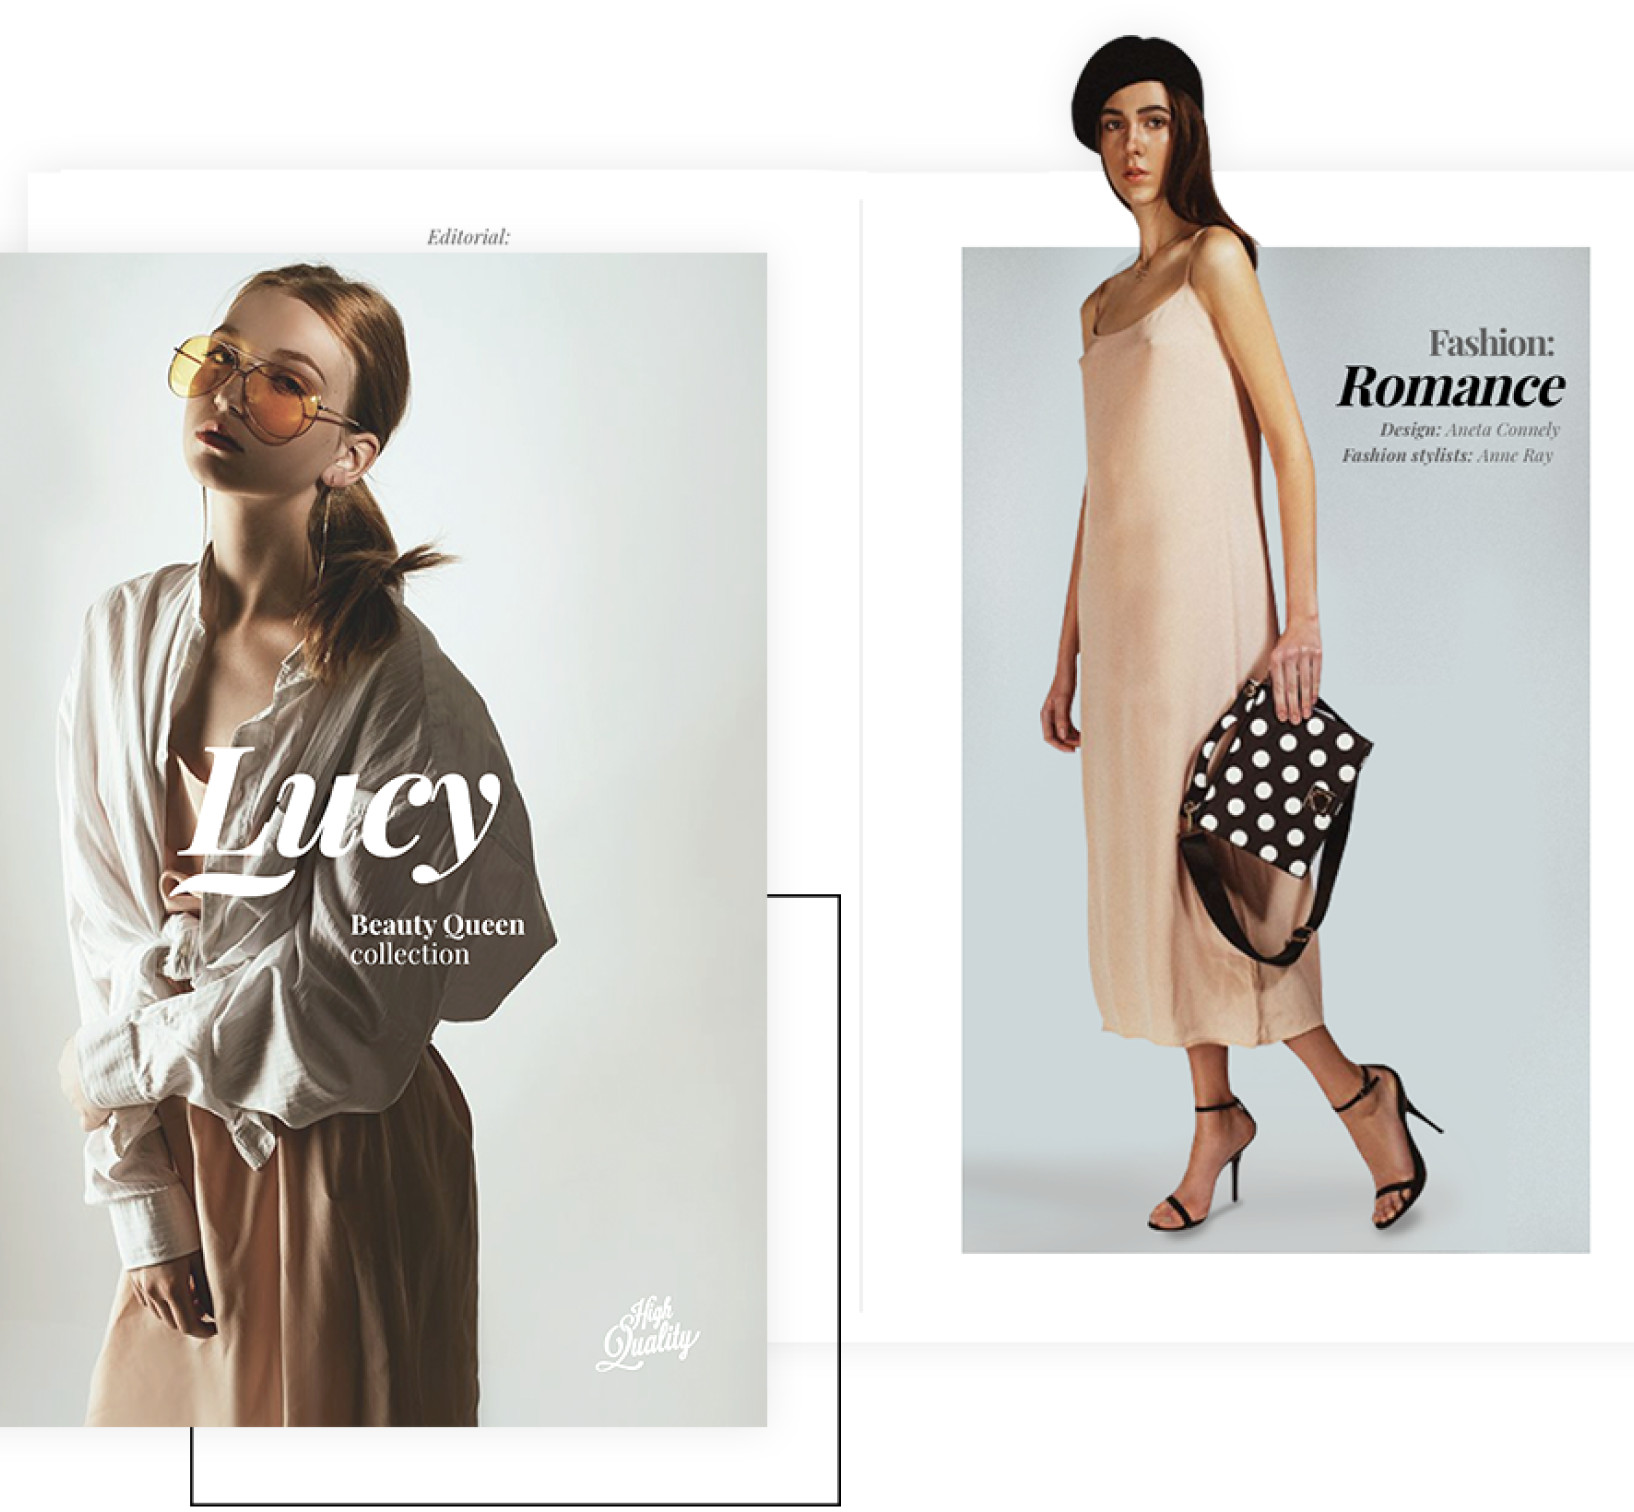 Editorial:
Lucy
Beauty Queen
collection
High
Quality
Fashion:
Romance
Design: Aneta Connely
Fashion stylists: Anne Ray